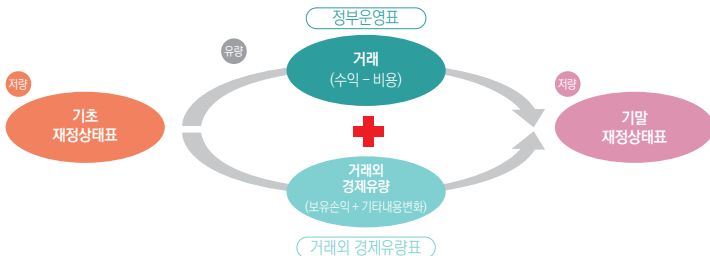 정부운영표
유량
거래
(수익 – 비용)
저량
기초
재정상태표
저량
기말
재정상태표
거래외
경제유량
(보유손익 + 기타내용변화)
거래외 경제유량표